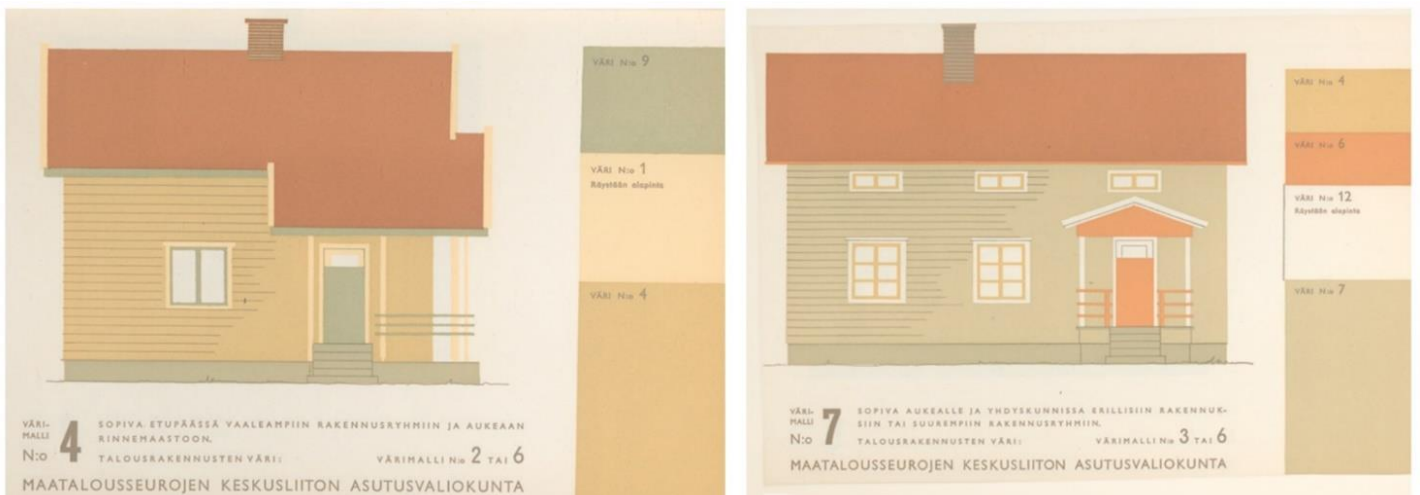 VÄRI N:o 9
VÄRI N:o 1
Räystään alapinta
VÄRI N:o 4
VÄRI-
MALLI
N:o 4
SOPIVA ETUPÄÄSSÄ VAALEAMPIIN RAKENNUSRYHMIIN JA AUKEAAN
RINNEMAASTOON.
TALOUSRAKENNUSTEN VÄRI: VÄRIMALLI N:o 2 TAI 6
MAATALOUSSEUROJEN KESKUSLIITON ASUTUSVALIOKUNTA
VÄRI N:o 4
VÄRI N:o 6
VÄRI N:o 12
Räystään alapinta
VÄRI N:o 7
VÄRI-
MALLI
N:o 7
SOPIVA AUKEALLE JA YHDYSKUNNISSA ERILLISIIN RAKENNUK-
SIIN TAI SUUREMPIIN RAKENNUSRYHMIIN.
TALOUSRAKENNUSTEN VÄRI: VÄRIMALLI N:o 3 TAI 6
MAATALOUSSEUROJEN KESKUSLIITON ASUTUSVALIOKUNTA